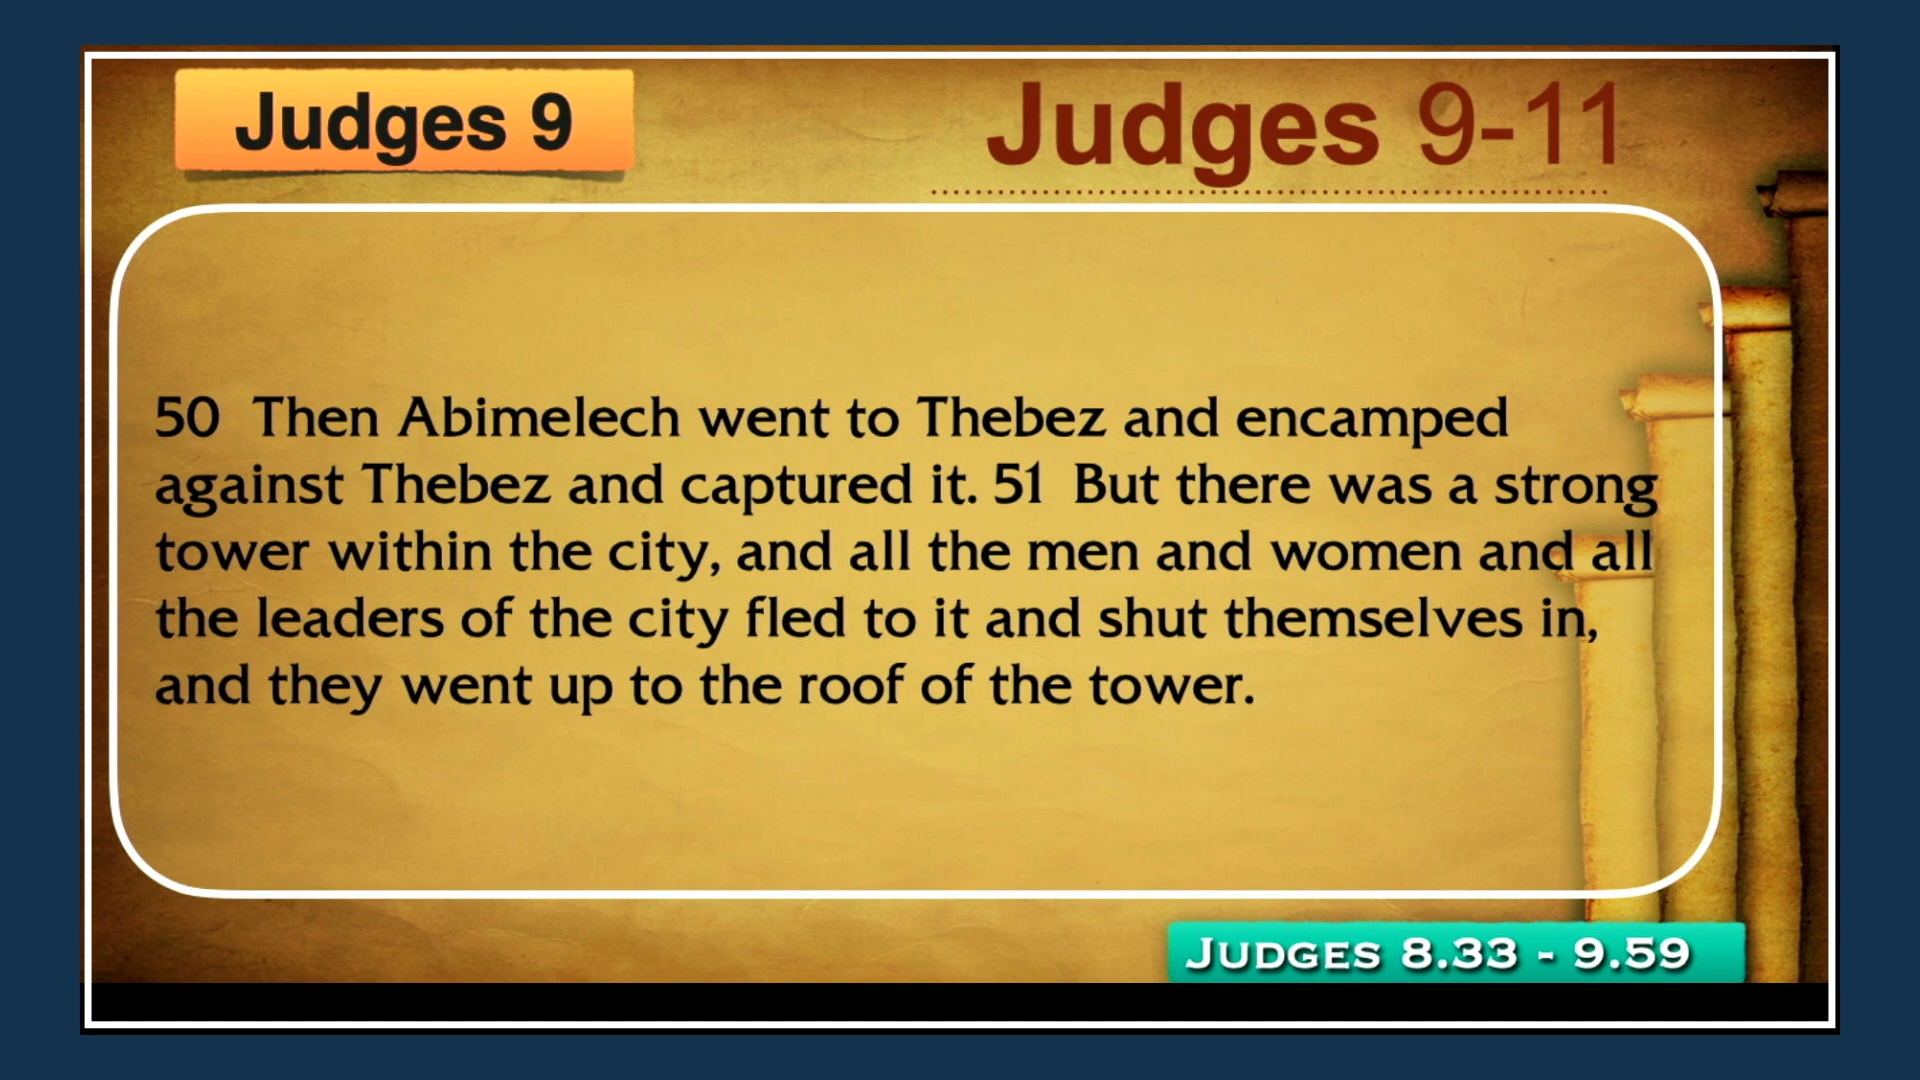 Judges 9
Judges 9-11
50 Then Abimelech went to Thebez and encamped
against Thebez and captured it. 51 But there was a strong
tower within the city, and all the men and women and all
the leaders of the city fled to it and shut themselves in,
and they went up to the roof of the tower.
JUDGES 8.33 - 9.59